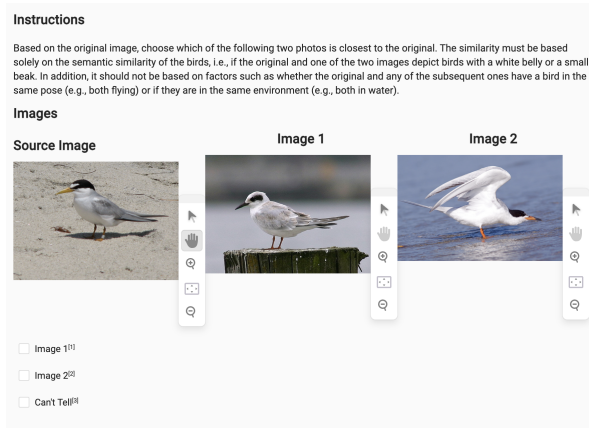 Instructions
Based on the original image, choose which of the following two photos is closest to the original. The similarity must be based
solely on the semantic similarity of the birds, i.e., if the original and one of the two images depict birds with a white belly or a small
beak. In addition, it should not be based on factors such as whether the original and any of the subsequent ones have a bird in the
same pose (e.g., both flying) or if they are in the same environment (e.g., both in water).
Images
Source Image
Image 1
Image 2
Image 1[1]
Image 2[2]
Can't Tell[3]